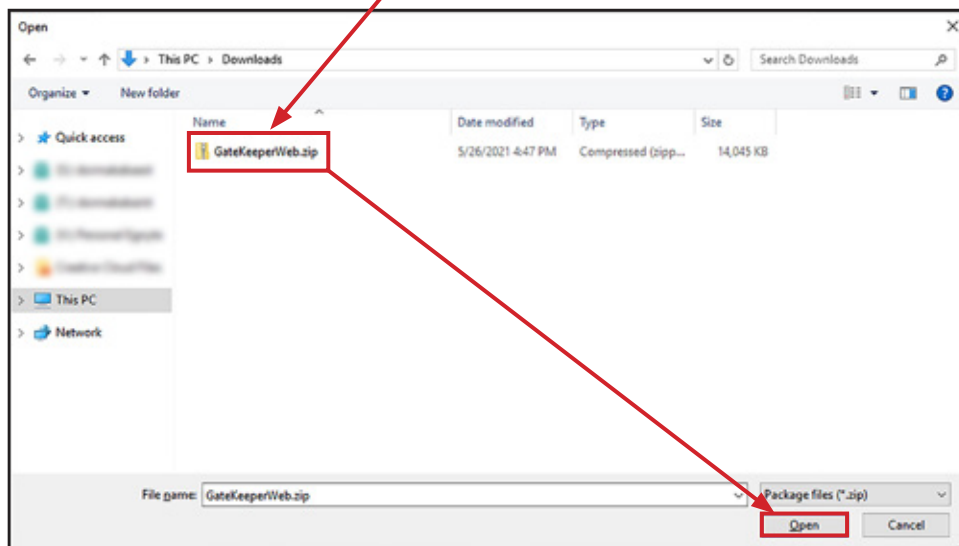 Open
This PC > Downloads
Search Downloads
Organize
New folder
Name
Date modified
Type
Size
Quick access
GateKeeperWeb.zip
5/26/2021 4:47 PM
Compressed (zipp...
14,045 KB
This PC
Network
File name:
GateKeeperWeb.zip
Package files (*.zip)
Open
Cancel